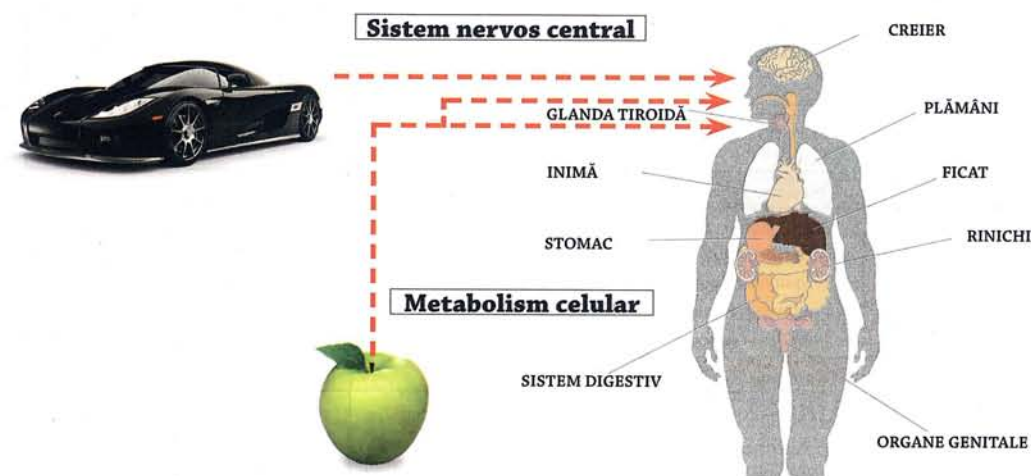 Sistem nervos central
CREIER
GLANDA TIROIDĂ
PLĂMÂNI
INIMĂ
FICAT
STOMAC
RINICHI
Metabolism celular
SISTEM DIGESTIV
ORGANE GENITALE